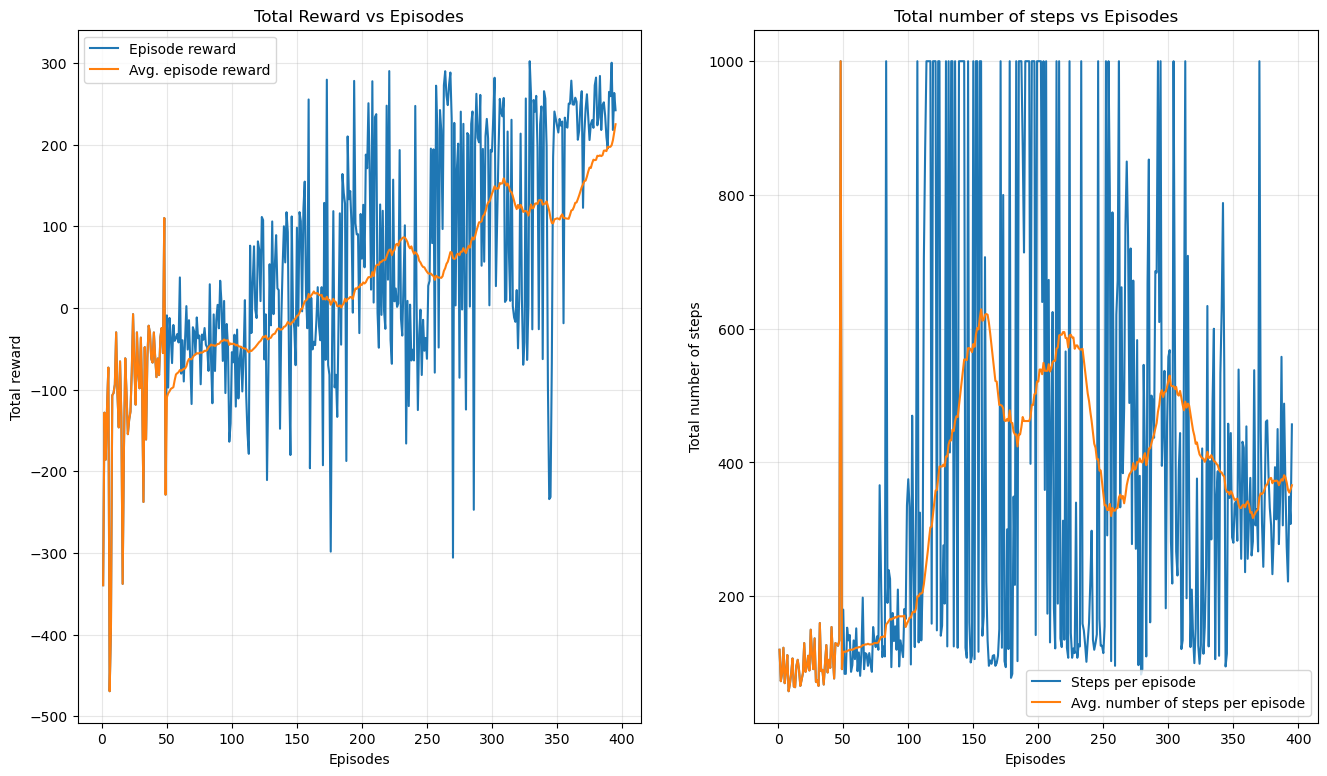 Total Reward vs Episodes
Episode reward
Avg. episode reward
300
200
100
0
−100
−200
−300
−400
−500
Total reward
0 50 100 150 200 250 300 350 400
Episodes
Total number of steps vs Episodes
1000
800
600
400
200
Total number of steps
Steps per episode
Avg. number of steps per episode
0 50 100 150 200 250 300 350 400
Episodes